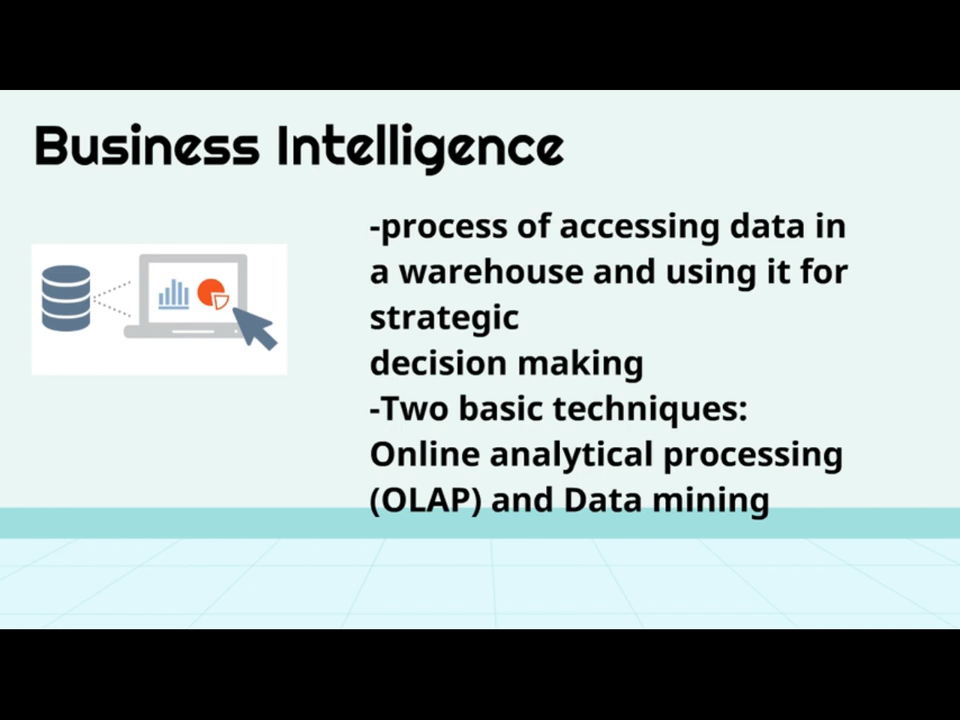 Business Intelligence
-process of accessing data in
a warehouse and using it for
strategic
decision making
-Two basic techniques:
Online analytical processing
(OLAP) and Data mining